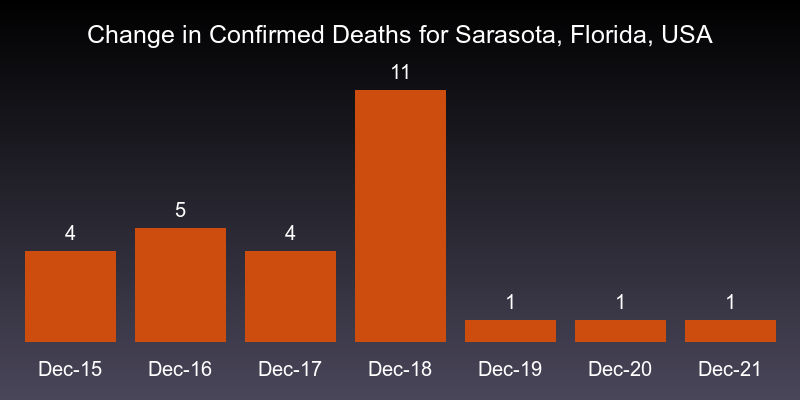 Change in Confirmed Deaths for Sarasota, Florida, USA
11
5
4 4
1 1 1
Dec-15 Dec-16 Dec-17 Dec-18 Dec-19 Dec-20 Dec-21